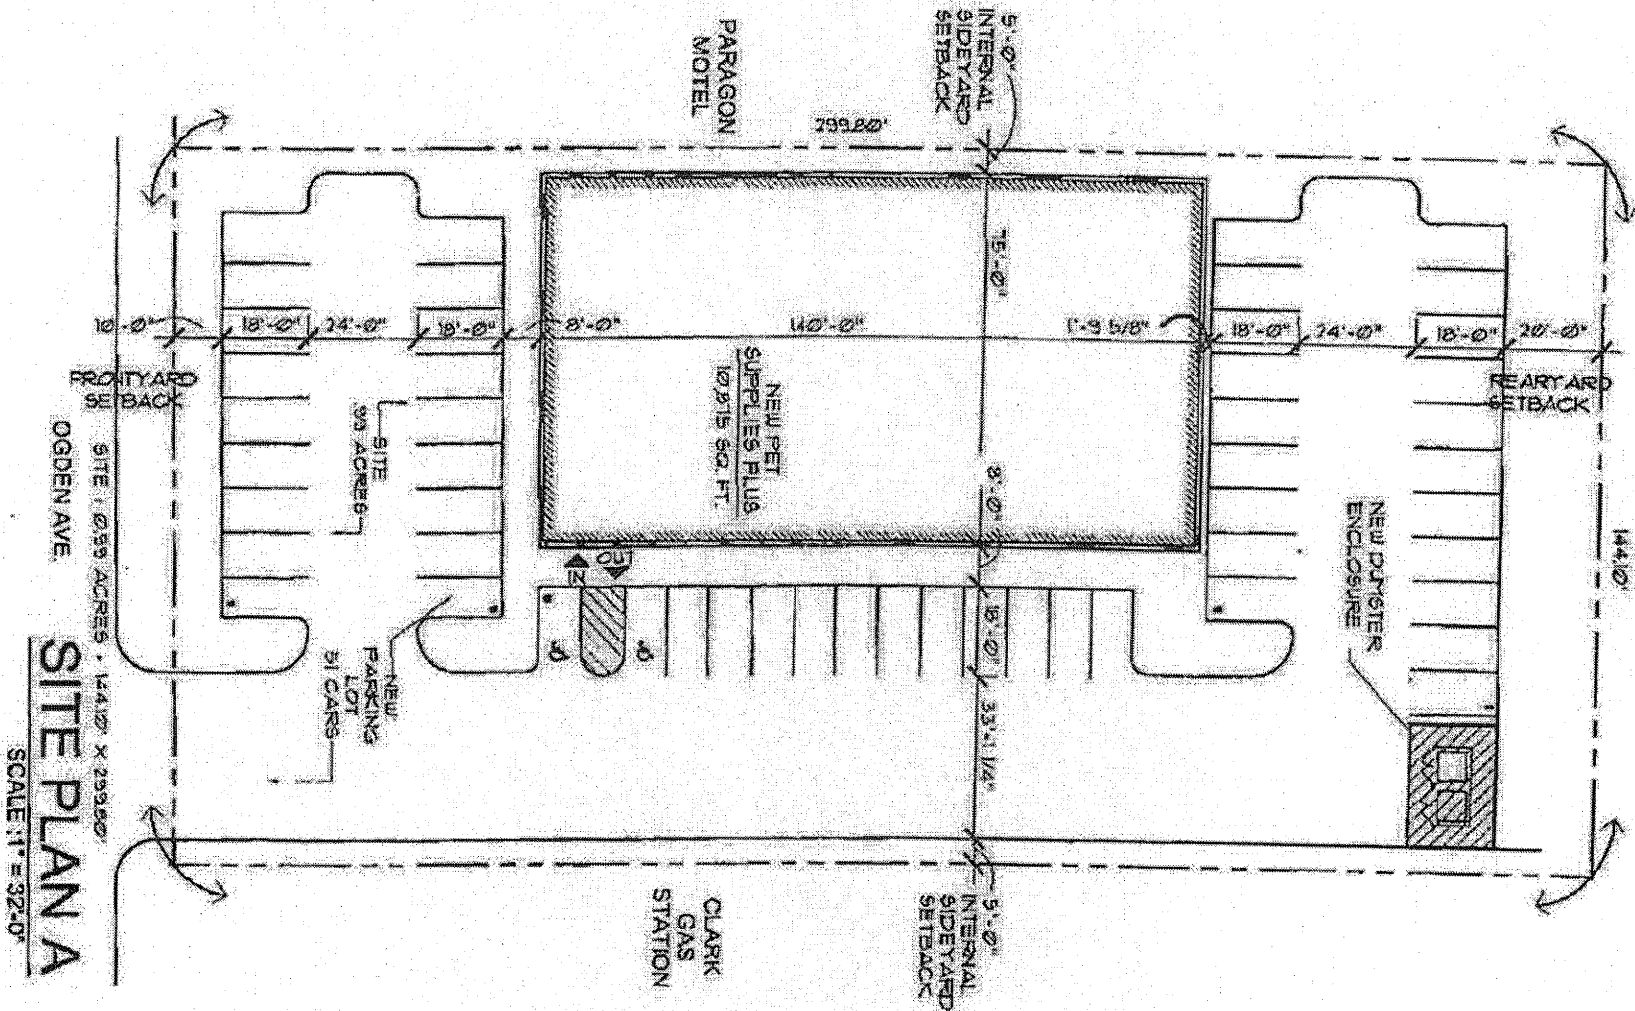 PARAGON
MOTEL
5'-0"
INTERNAL
SIDEYARD
SETBACK
299.80'
75'-0"
10'-0"
18'-0"
24'-0"
18'-0"
8'-0"
140'-0"
1'-9 5/8"
18'-0"
24'-0"
18'-0"
20'-0"
FRONTYARD
SETBACK
REARYARD
SETBACK
NEW PET
SUPPLIES PLUS
10,875 SQ. FT.
SITE
.99 ACRES
8'-0"
NEW DUMPSTER
ENCLOSURE
144.10'
OUT
IN
18'-0"
NEW
PARKING
LOT
51 CARS
33'-1 1/4"
5'-0"
INTERNAL
SIDEYARD
SETBACK
CLARK
GAS
STATION
OGDEN AVE.
SITE : 0.99 ACRES • 144.10' X 299.80'
SITE PLAN A
SCALE : 1" = 32'-0"